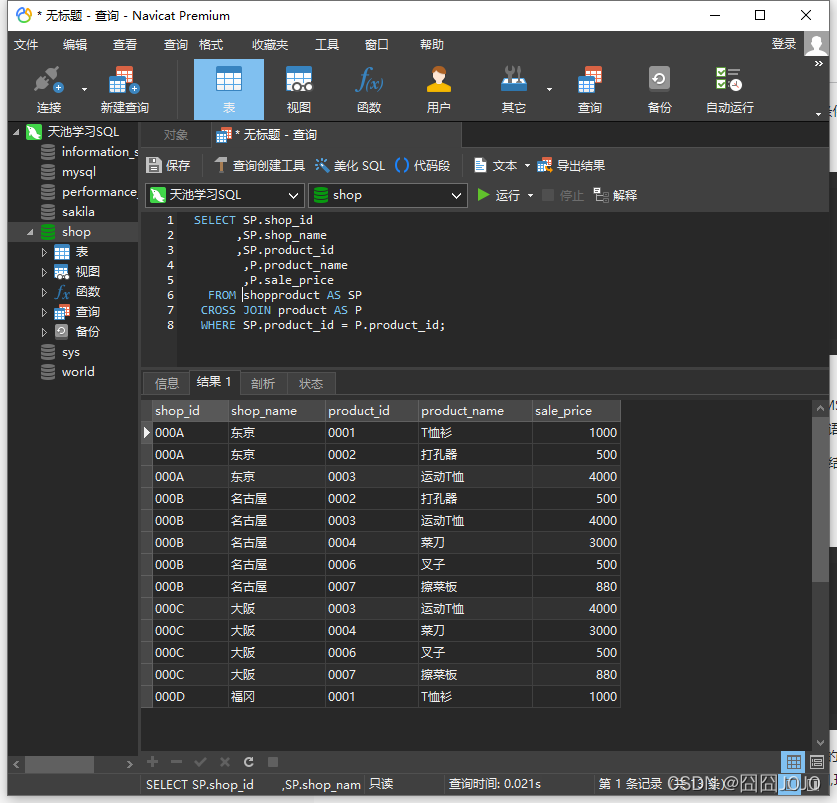 * 无标题 - 查询 - Navicat Premium
文件 编辑 查看 查询 格式 收藏夹 工具 窗口 帮助 登录
连接 新建查询 表 视图 函数 用户 其它 查询 备份 自动运行
天池学习SQL
information_s
mysql
performance_
sakila
shop
表
视图
函数
查询
备份
sys
world
对象 * 无标题 - 查询
保存 查询创建工具 美化 SQL 代码段 文本 导出结果
天池学习SQL shop 运行 停止 解释
1 SELECT SP.shop_id
2 ,SP.shop_name
3 ,SP.product_id
4 ,P.product_name
5 ,P.sale_price
6 FROM shopproduct AS SP
7 CROSS JOIN product AS P
8 WHERE SP.product_id = P.product_id;
信息 结果 1 剖析 状态
shop_id shop_name product_id product_name sale_price
000A 东京 0001 T恤衫 1000
000A 东京 0002 打孔器 500
000A 东京 0003 运动T恤 4000
000B 名古屋 0002 打孔器 500
000B 名古屋 0003 运动T恤 4000
000B 名古屋 0004 菜刀 3000
000B 名古屋 0006 叉子 500
000B 名古屋 0007 擦菜板 880
000C 大阪 0003 运动T恤 4000
000C 大阪 0004 菜刀 3000
000C 大阪 0006 叉子 500
000C 大阪 0007 擦菜板 880
000D 福冈 0001 T恤衫 1000
SELECT SP.shop_id ,SP.shop_nam 只读 查询时间: 0.021s 第 1 条记录
CSDN @囧囧JOJO